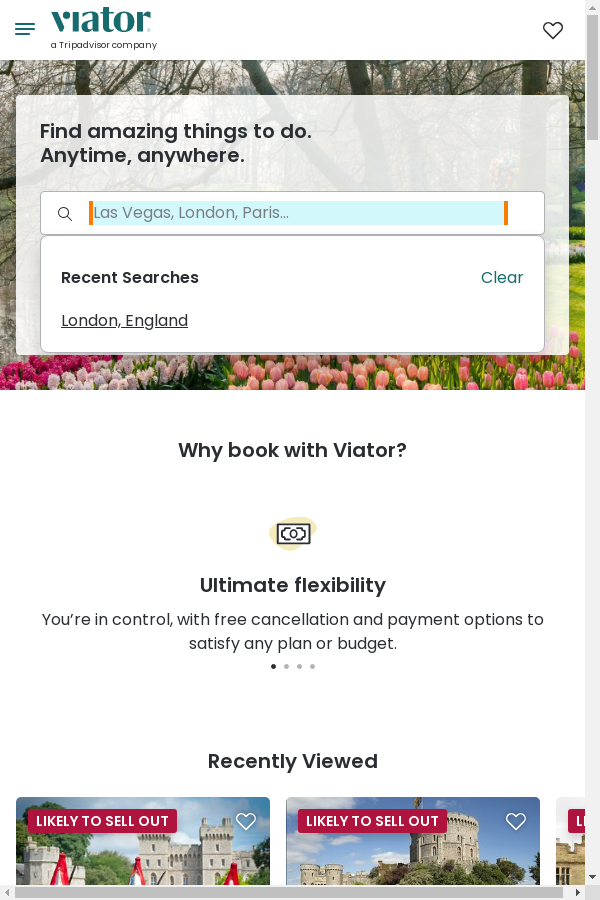 viator
a Tripadvisor company
Find amazing things to do.
Anytime, anywhere.
Las Vegas, London, Paris...
Recent Searches
Clear
London, England
Why book with Viator?
Ultimate flexibility
You're in control, with free cancellation and payment options to
satisfy any plan or budget.
Recently Viewed
LIKELY TO SELL OUT
LIKELY TO SELL OUT